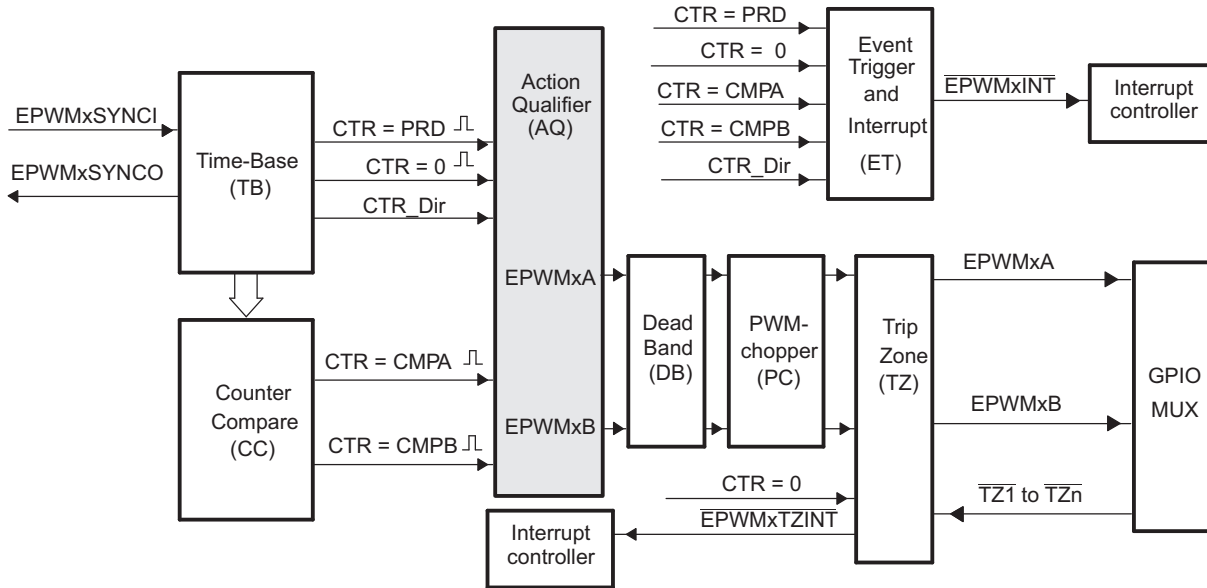 EPWMxSYNCI
EPWMxSYNCO
Time-Base
(TB)
CTR = PRD
CTR = 0
CTR_Dir
Counter
Compare
(CC)
CTR = CMPA
CTR = CMPB
Action
Qualifier
(AQ)
EPWMxA
EPWMxB
CTR = PRD
CTR = 0
CTR = CMPA
CTR = CMPB
CTR_Dir
Event
Trigger
and
Interrupt
(ET)
EPWMxINT
Interrupt
controller
Dead
Band
(DB)
PWM-
chopper
(PC)
Trip
Zone
(TZ)
EPWMxA
EPWMxB
TZ1 to TZn
GPIO
MUX
CTR = 0
EPWMxTZINT
Interrupt
controller